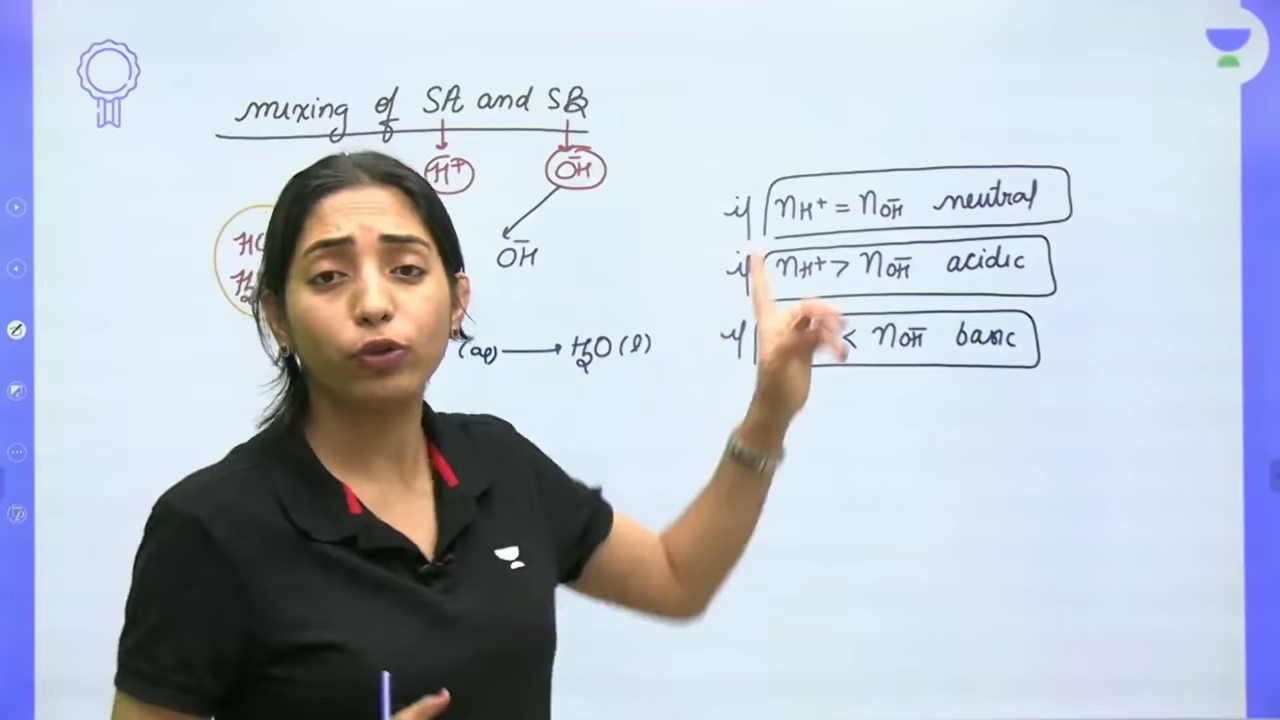 mixing of SA and SB
H⁺ OH⁻
OH⁻
(aq) → H₂O (l)
if nH⁺ = nOH⁻ neutral
if nH⁺ > nOH⁻ acidic
if < nOH⁻ basic